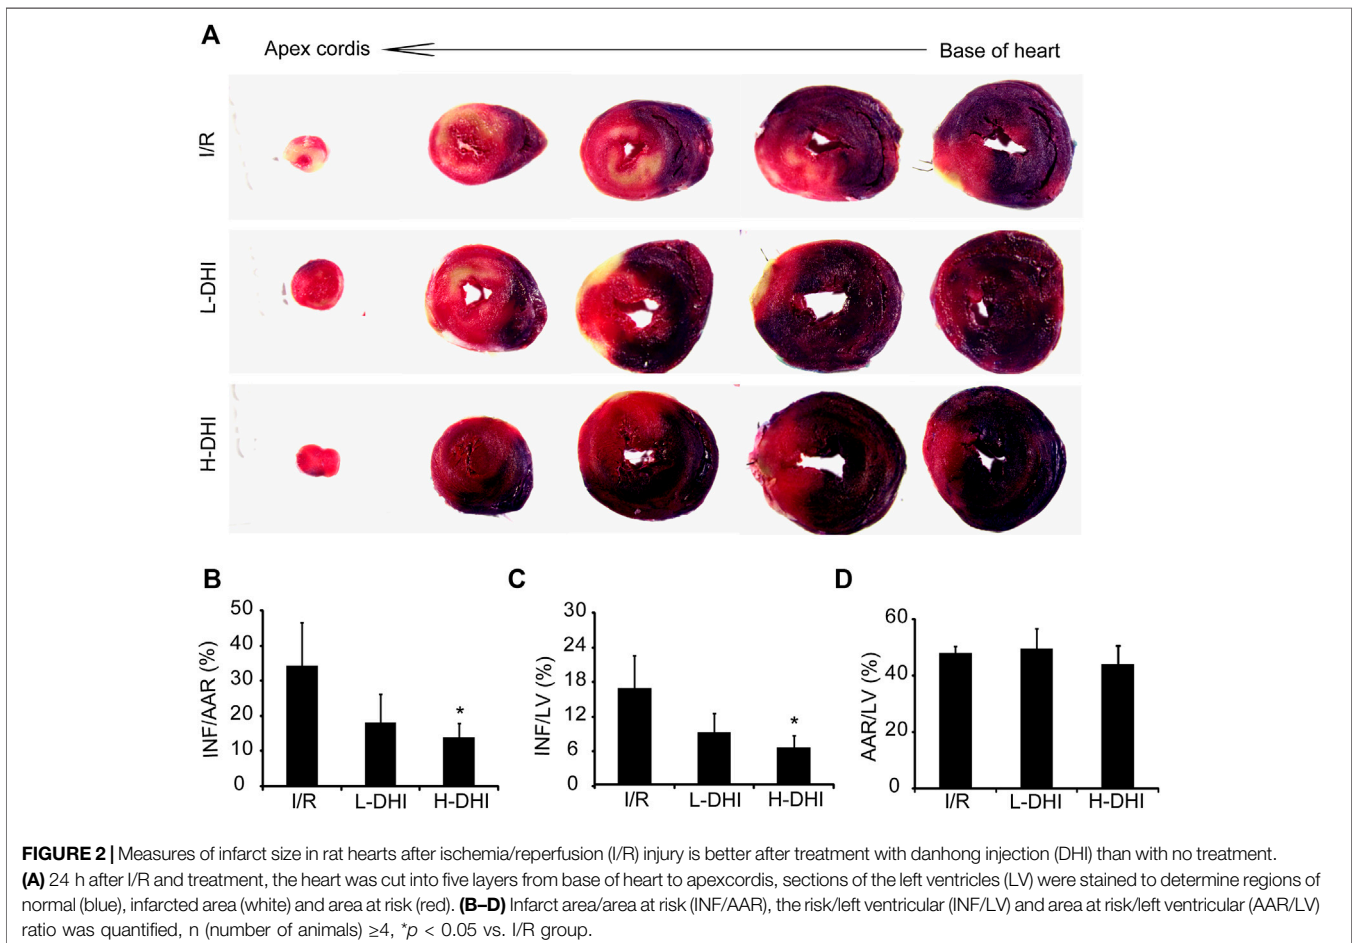 A
Apex cordis
Base of heart
I/R
L-DHI
H-DHI
B
C
D
50
40
30
20
10
0
INF/AAR (%)
*
I/R L-DHI H-DHI
30
24
18
12
6
0
INF/LV (%)
*
I/R L-DHI H-DHI
60
40
20
0
AAR/LV (%)
I/R L-DHI H-DHI
FIGURE 2 | Measures of infarct size in rat hearts after ischemia/reperfusion (I/R) injury is better after treatment with danhong injection (DHI) than with no treatment.
(A) 24 h after I/R and treatment, the heart was cut into five layers from base of heart to apexcordis, sections of the left ventricles (LV) were stained to determine regions of
normal (blue), infarcted area (white) and area at risk (red). (B–D) Infarct area/area at risk (INF/AAR), the risk/left ventricular (INF/LV) and area at risk/left ventricular (AAR/LV)
ratio was quantified, n (number of animals) ≥4, *p < 0.05 vs. I/R group.